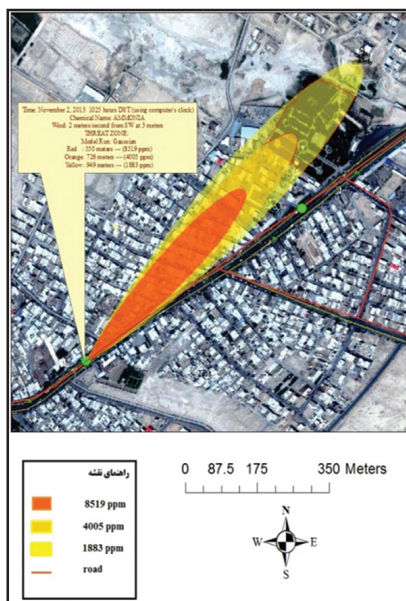 Time: November 2, 2013 1025 hours DST (using computer's clock)
Chemical Name: AMMONIA
Wind: 2 meters/second from SW at 3 meter
THREAT ZONE:
Model Run: Gaussian
Red : 550 meters --- (8519 ppm)
Orange: 726 meters --- (4005 ppm)
Yellow: 949 meters --- (1883 ppm)
راهنمای نقشه
8519 ppm
4005 ppm
1883 ppm
road
0 87.5 175 350 Meters
N
W E
S